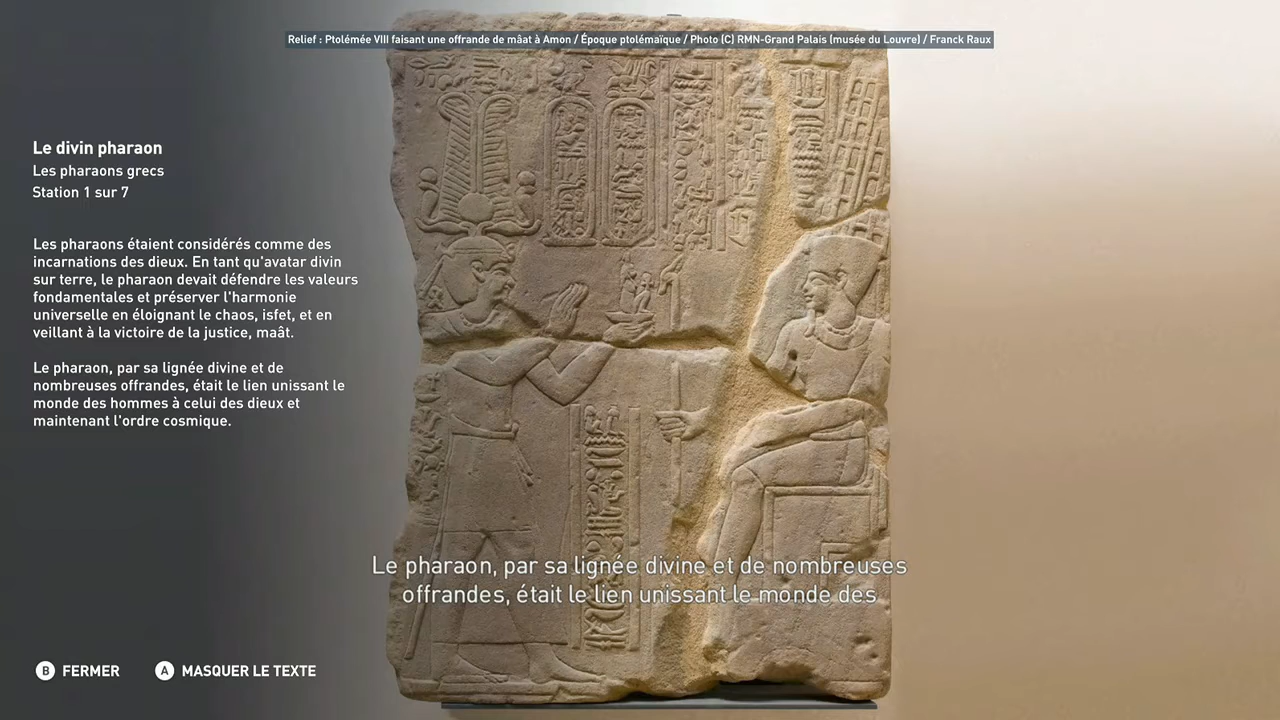 Relief : Ptolémée VIII faisant une offrande de mâat à Amon / Époque ptolémaïque / Photo (C) RMN-Grand Palais (musée du Louvre) / Franck Raux
Le divin pharaon
Les pharaons grecs
Station 1 sur 7
Les pharaons étaient considérés comme des
incarnations des dieux. En tant qu'avatar divin
sur terre, le pharaon devait défendre les valeurs
fondamentales et préserver l'harmonie
universelle en éloignant le chaos, isfet, et en
veillant à la victoire de la justice, maât.
Le pharaon, par sa lignée divine et de
nombreuses offrandes, était le lien unissant le
monde des hommes à celui des dieux et
maintenant l'ordre cosmique.
Le pharaon, par sa lignée divine et de nombreuses
offrandes, était le lien unissant le monde des
B FERMER
A MASQUER LE TEXTE